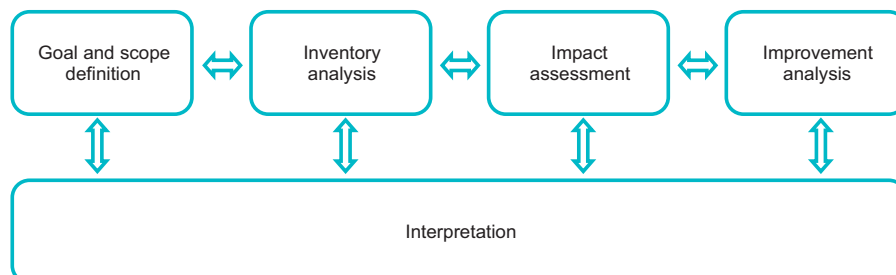 Goal and scope
definition
Inventory
analysis
Impact
assessment
Improvement
analysis
Interpretation